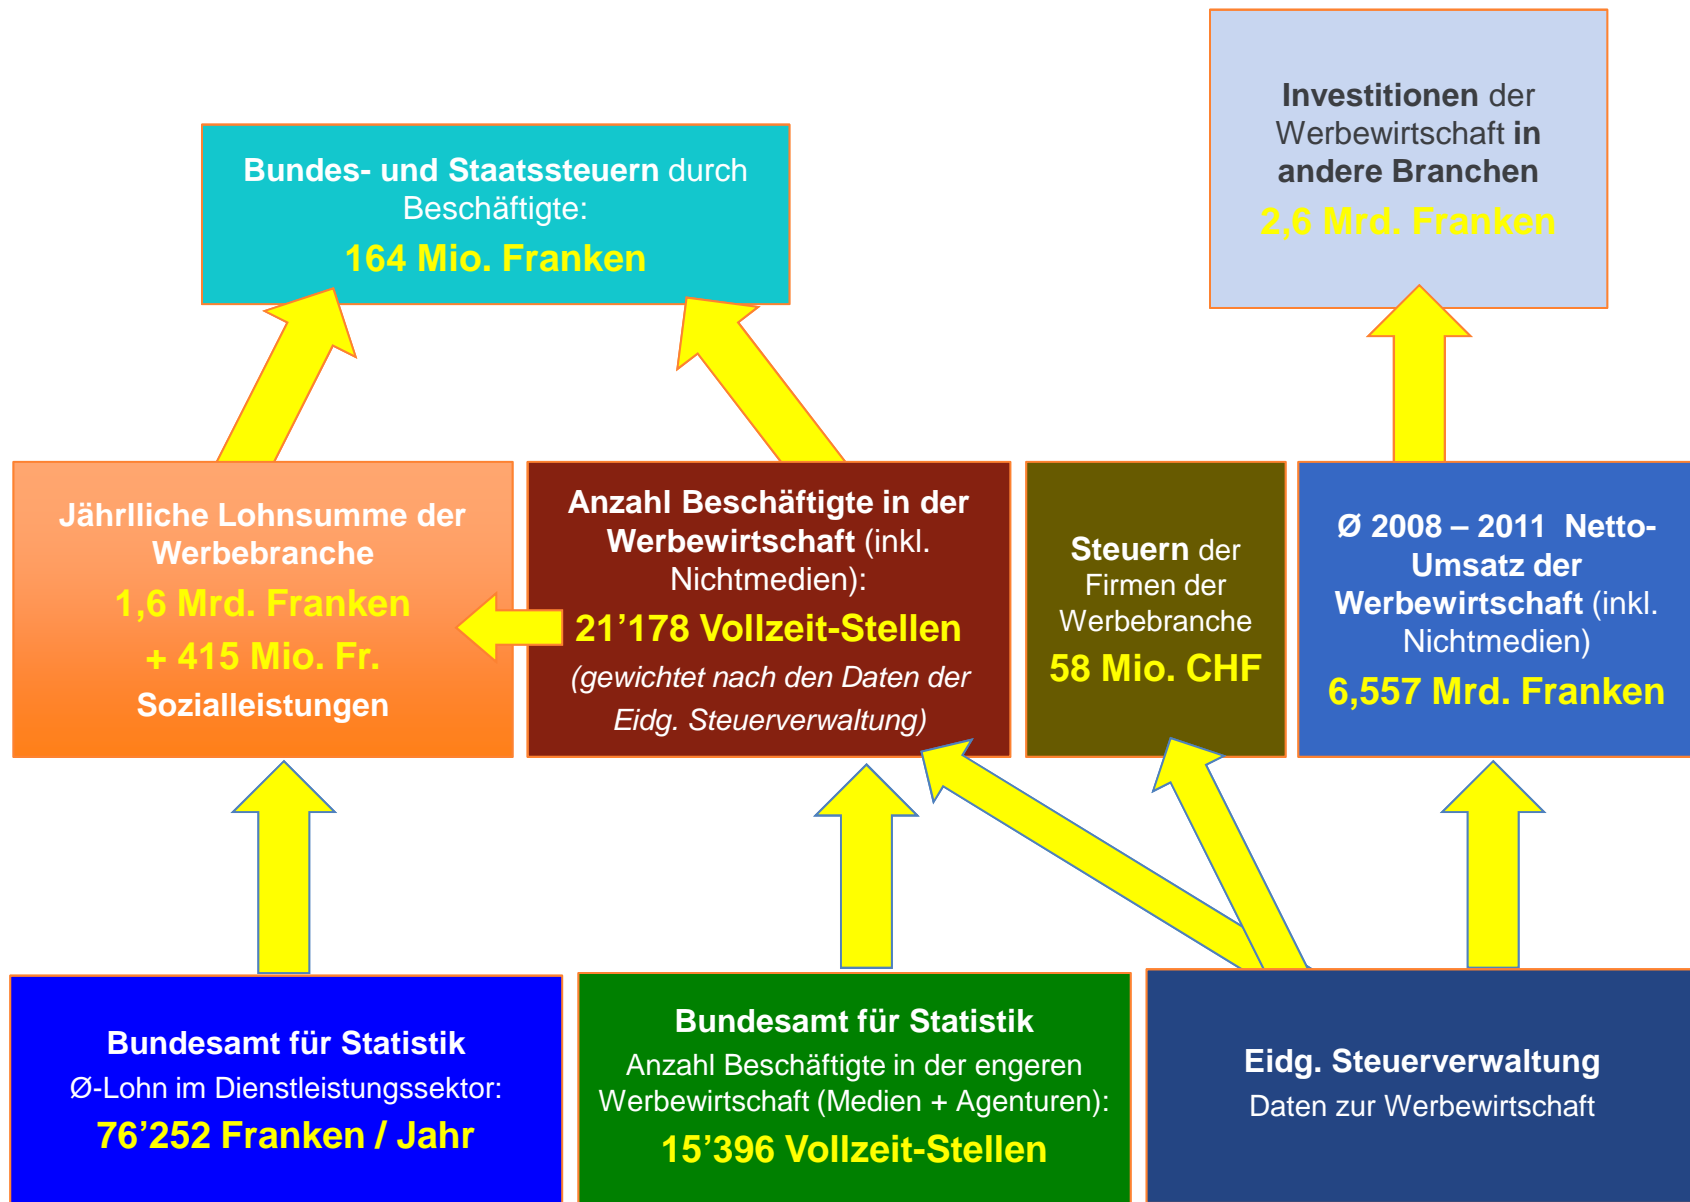 Investitionen der
Werbewirtschaft in
andere Branchen
2,6 Mrd. Franken
Bundes- und Staatssteuern durch
Beschäftigte:
164 Mio. Franken
Jährlliche Lohnsumme der
Werbebranche
1,6 Mrd. Franken
+ 415 Mio. Fr.
Sozialleistungen
Anzahl Beschäftigte in der
Werbewirtschaft (inkl.
Nichtmedien):
21’178 Vollzeit-Stellen
(gewichtet nach den Daten der
Eidg. Steuerverwaltung)
Steuern der
Firmen der
Werbebranche
58 Mio. CHF
Ø 2008 – 2011 Netto-
Umsatz der
Werbewirtschaft (inkl.
Nichtmedien)
6,557 Mrd. Franken
Bundesamt für Statistik
Ø-Lohn im Dienstleistungssektor:
76’252 Franken / Jahr
Bundesamt für Statistik
Anzahl Beschäftigte in der engeren
Werbewirtschaft (Medien + Agenturen):
15’396 Vollzeit-Stellen
Eidg. Steuerverwaltung
Daten zur Werbewirtschaft